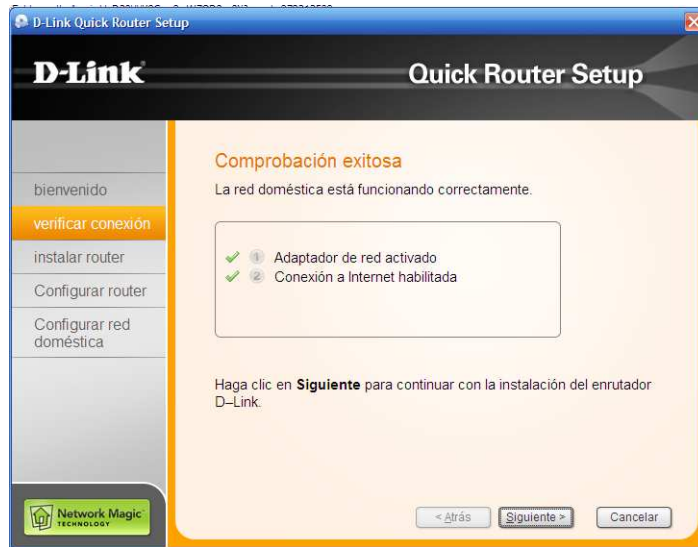 D-Link Quick Router Setup
D-Link
Quick Router Setup
bienvenido
verificar conexión
instalar router
Configurar router
Configurar red
doméstica
Comprobación exitosa
La red doméstica está funcionando correctamente.
1 Adaptador de red activado
2 Conexión a Internet habilitada
Haga clic en Siguiente para continuar con la instalación del enrutador
D–Link.
Network Magic
TECHNOLOGY
< Atrás
Siguiente >
Cancelar